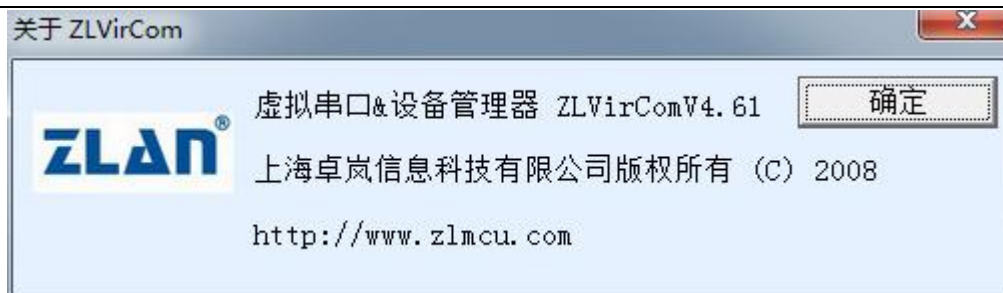 关于 ZLVirCom
X
ZLAN®
虚拟串口&设备管理器 ZLVirComV4.61
确定
上海卓岚信息科技有限公司版权所有 (C) 2008
http://www.zlmcu.com